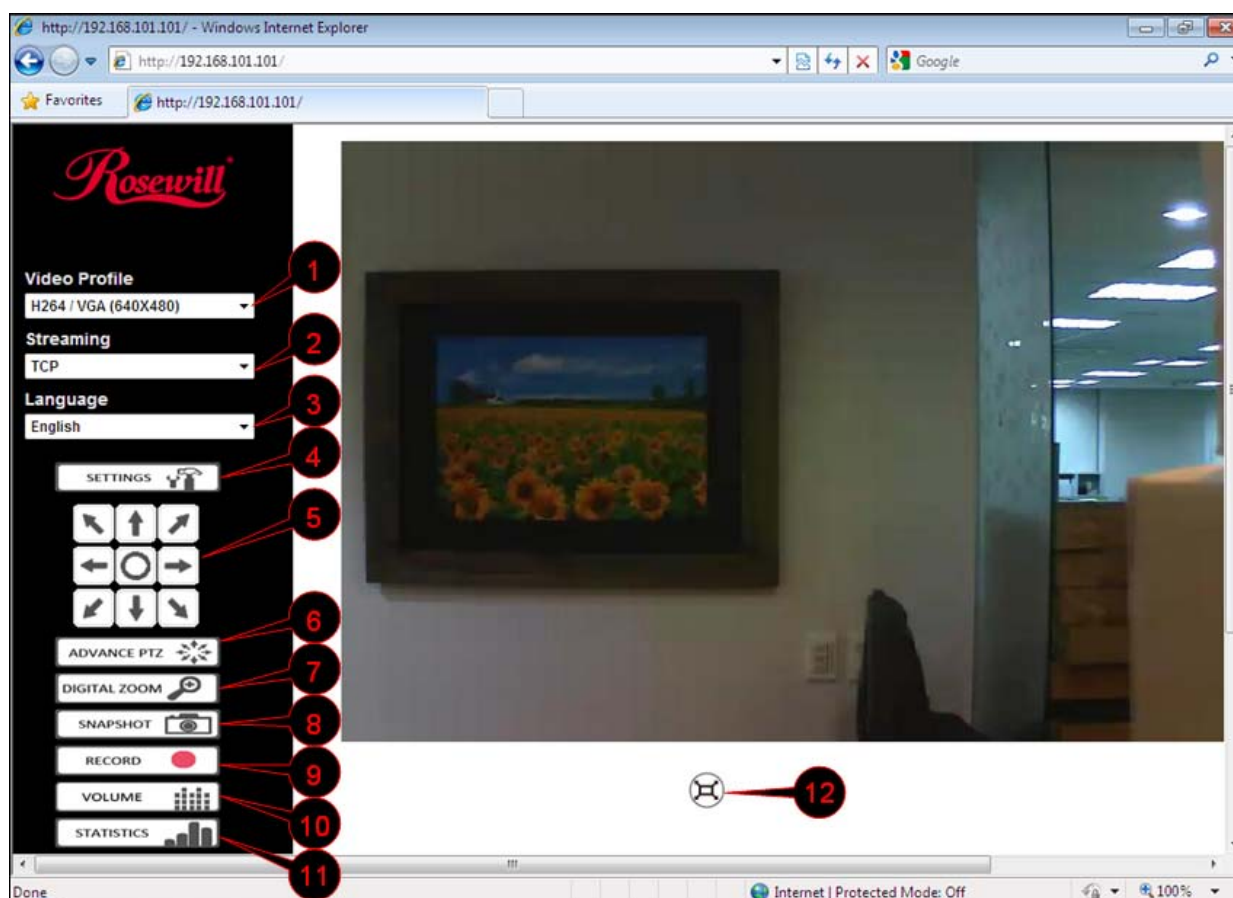 http://192.168.101.101/ - Windows Internet Explorer
http://192.168.101.101/
Google
Favorites
http://192.168.101.101/
Rosewill®
Video Profile
1
H264 / VGA (640X480)
Streaming
2
TCP
Language
3
English
SETTINGS
4
5
6
ADVANCE PTZ
7
DIGITAL ZOOM
8
SNAPSHOT
RECORD
9
VOLUME
12
10
STATISTICS
11
Done
Internet | Protected Mode: Off
100%